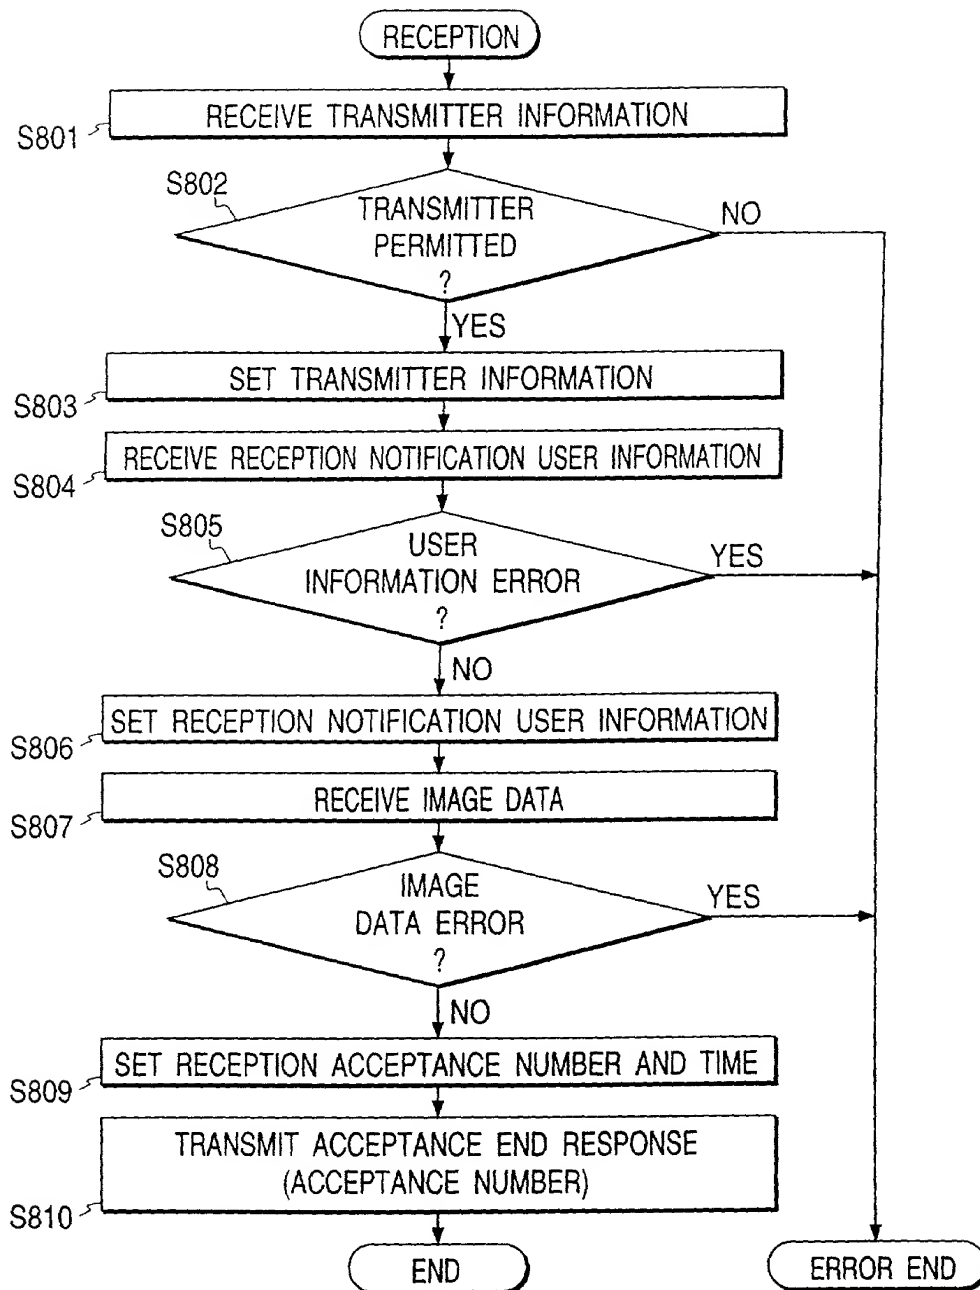 RECEPTION
RECEIVE TRANSMITTER INFORMATION
S801
S802
TRANSMITTER
PERMITTED
?
NO
YES
SET TRANSMITTER INFORMATION
S803
RECEIVE RECEPTION NOTIFICATION USER INFORMATION
S804
S805
USER
INFORMATION ERROR
?
YES
NO
SET RECEPTION NOTIFICATION USER INFORMATION
S806
RECEIVE IMAGE DATA
S807
S808
IMAGE
DATA ERROR
?
YES
NO
SET RECEPTION ACCEPTANCE NUMBER AND TIME
S809
TRANSMIT ACCEPTANCE END RESPONSE
(ACCEPTANCE NUMBER)
S810
END
ERROR END